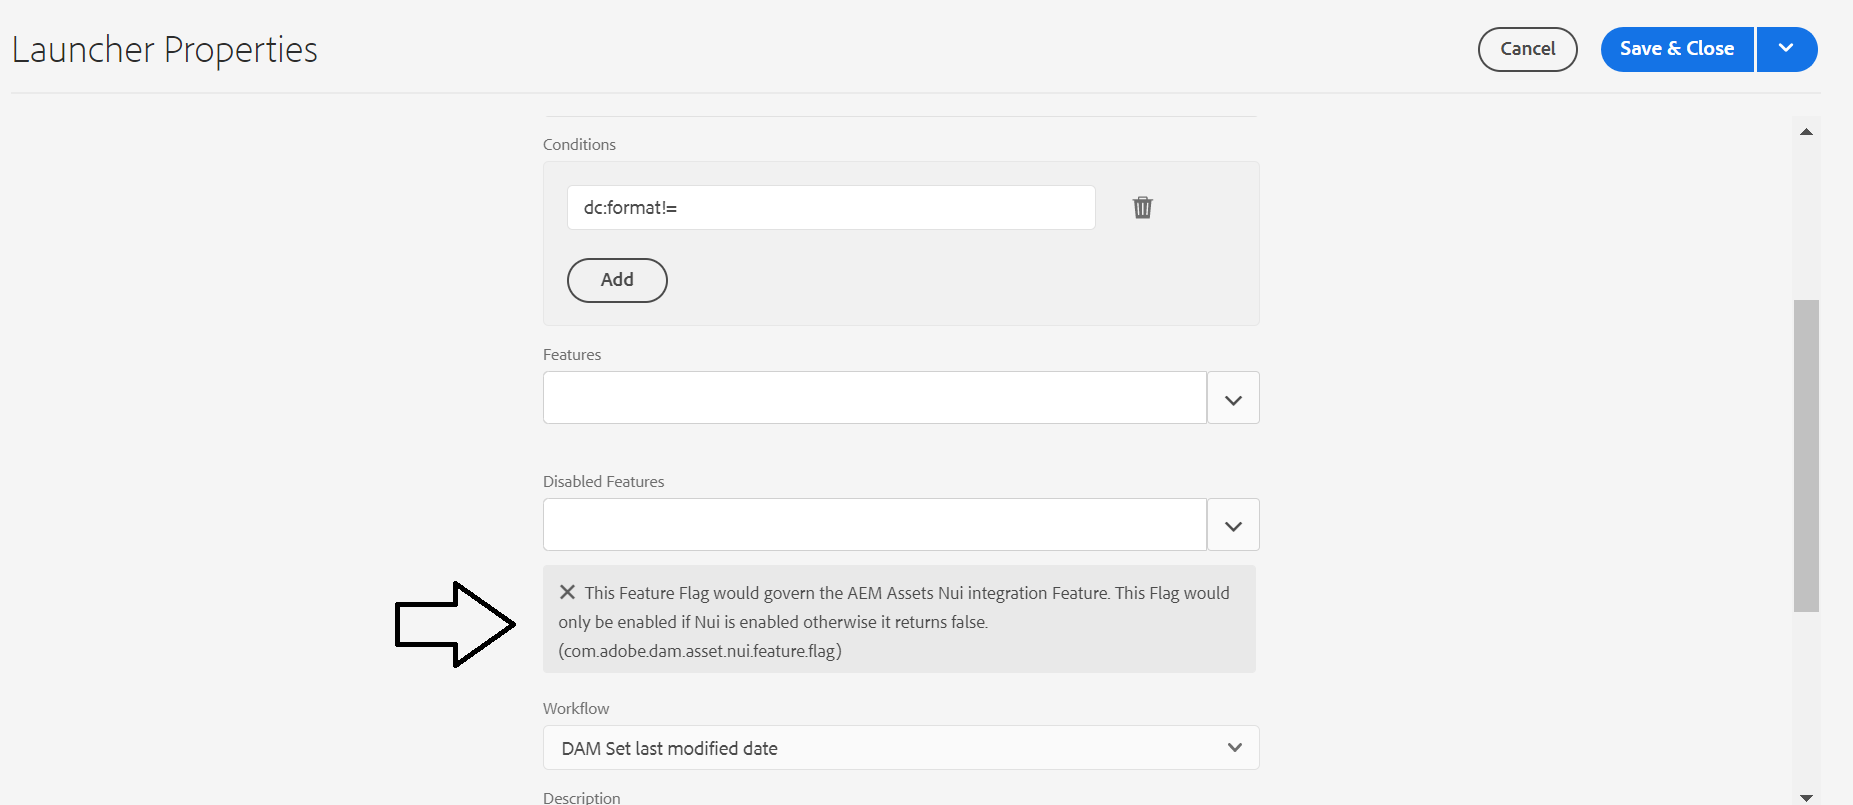 Launcher Properties
Cancel
Save & Close
Conditions
dc:format!=
Add
Features
Disabled Features
This Feature Flag would govern the AEM Assets Nui integration Feature. This Flag would
only be enabled if Nui is enabled otherwise it returns false.
(com.adobe.dam.asset.nui.feature.flag)
Workflow
DAM Set last modified date
Description